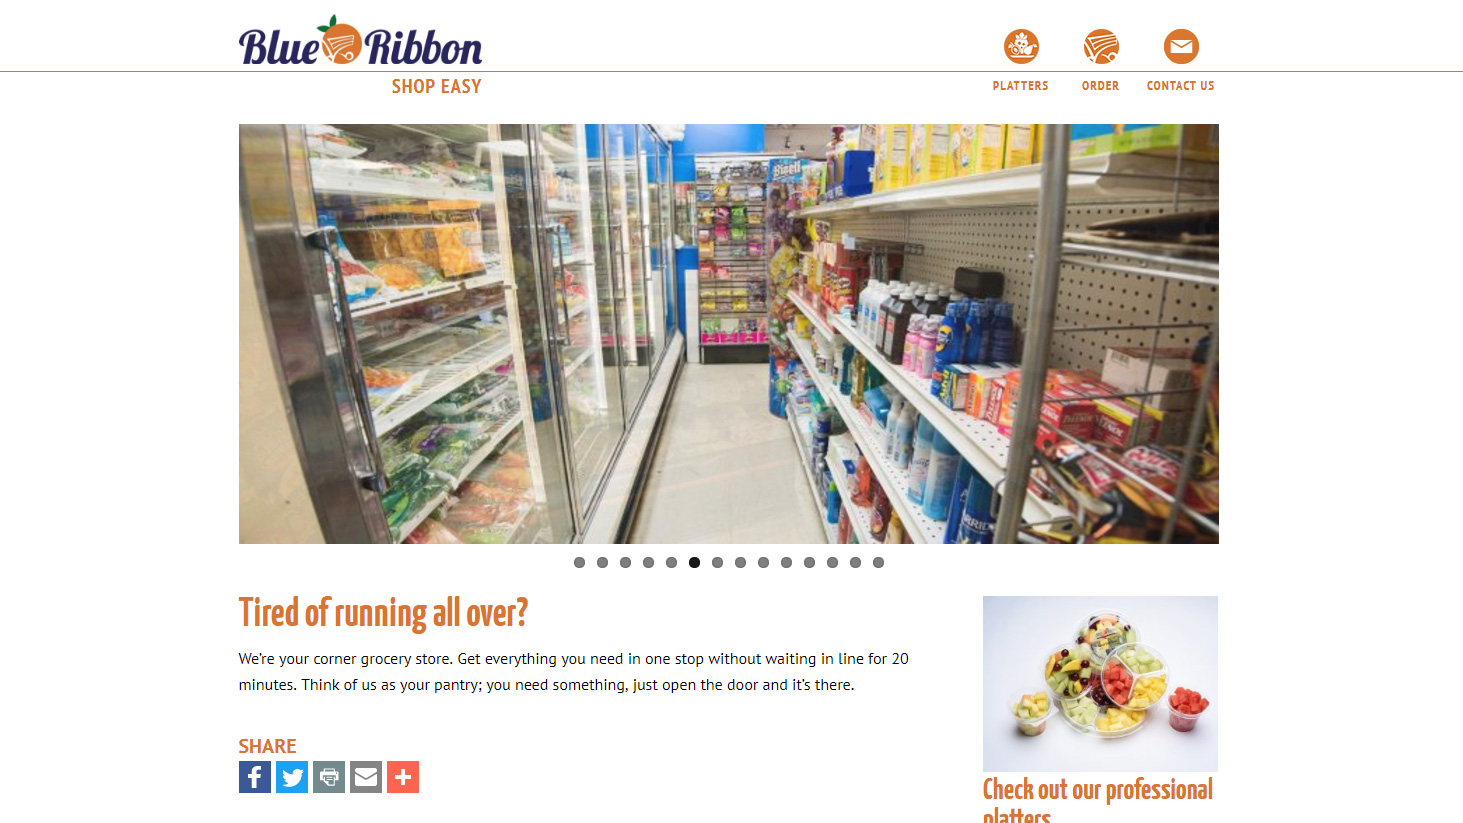 Blue Ribbon
SHOP EASY
PLATTERS
ORDER
CONTACT US
Bissli
Tired of running all over?
We're your corner grocery store. Get everything you need in one stop without waiting in line for 20
minutes. Think of us as your pantry; you need something, just open the door and it's there.
SHARE
Check out our professional
platters